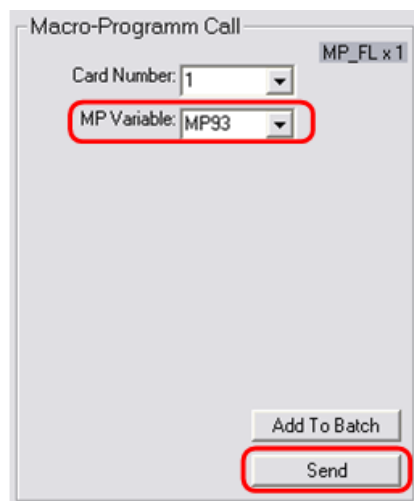 Macro-Programm Call
MP_FL x 1
Card Number: 1
MP Variable: MP93
Add To Batch
Send